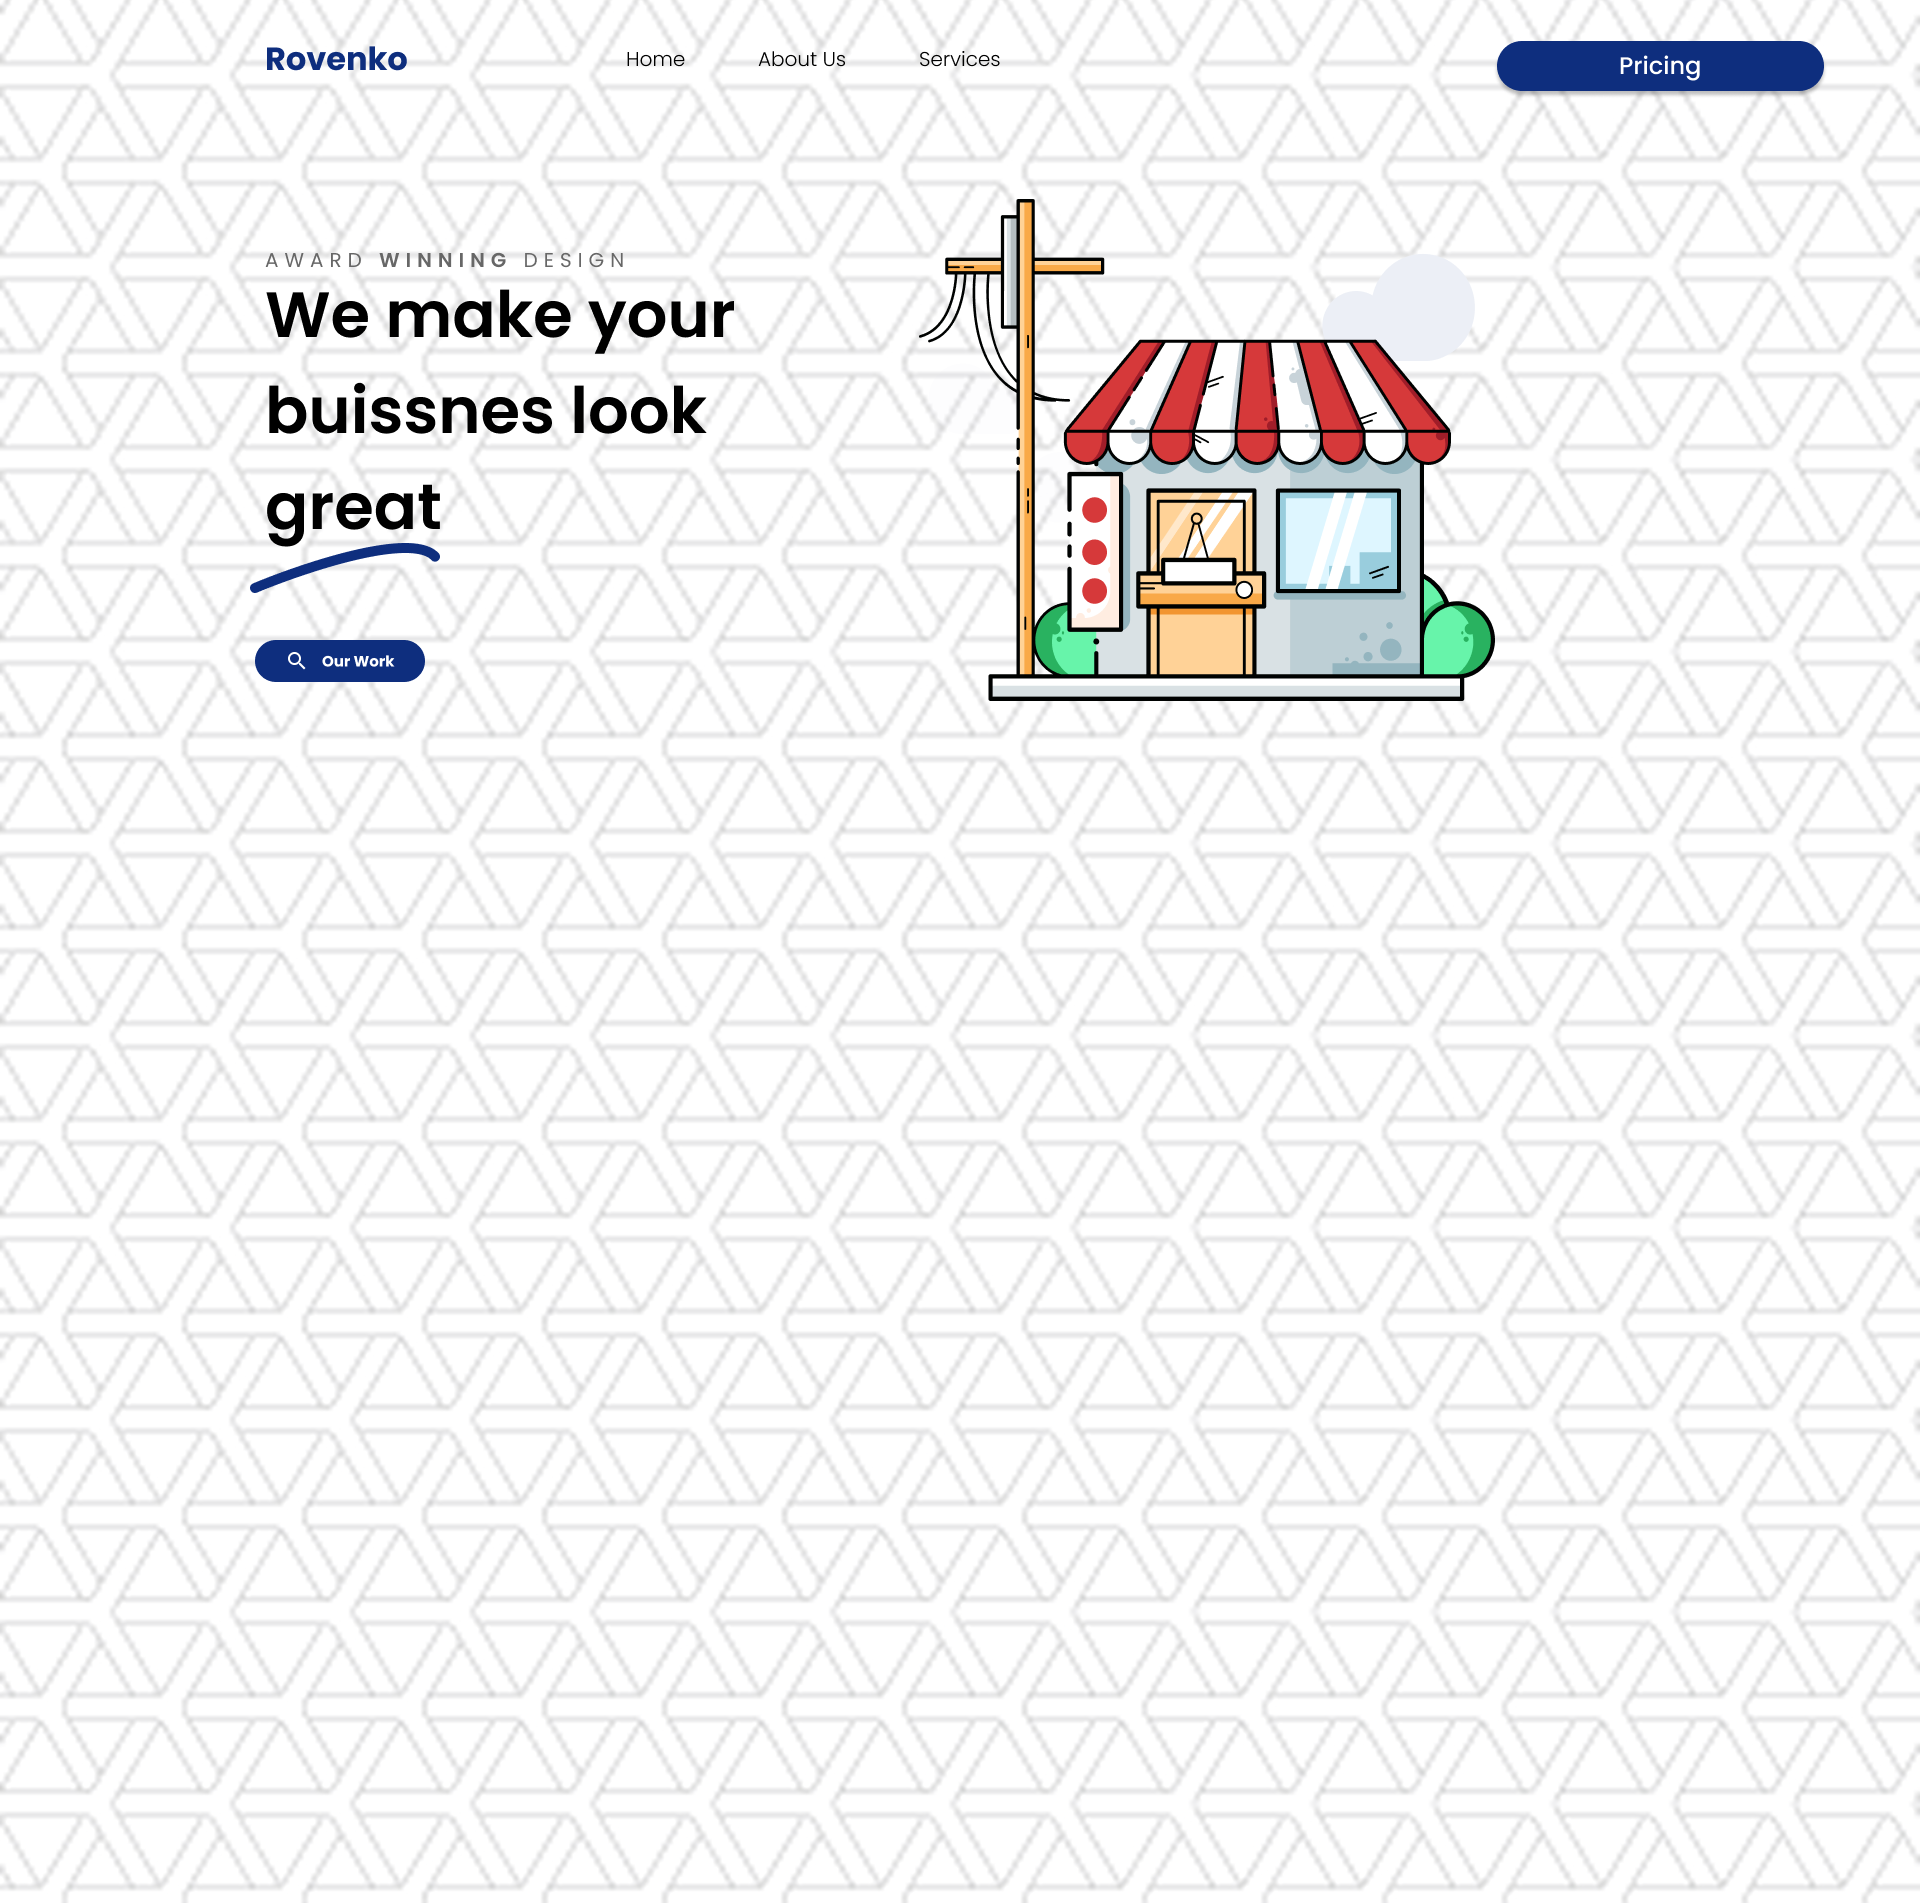 Rovenko
Home
About Us
Services
Pricing
AWARD WINNING DESIGN
We make your
buissnes look
great
Our Work